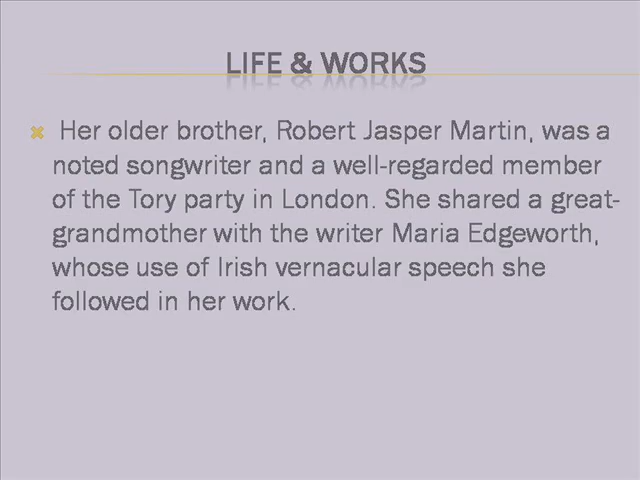 LIFE & WORKS
Her older brother, Robert Jasper Martin, was a
noted songwriter and a well-regarded member
of the Tory party in London. She shared a great-
grandmother with the writer Maria Edgeworth,
whose use of Irish vernacular speech she
followed in her work.